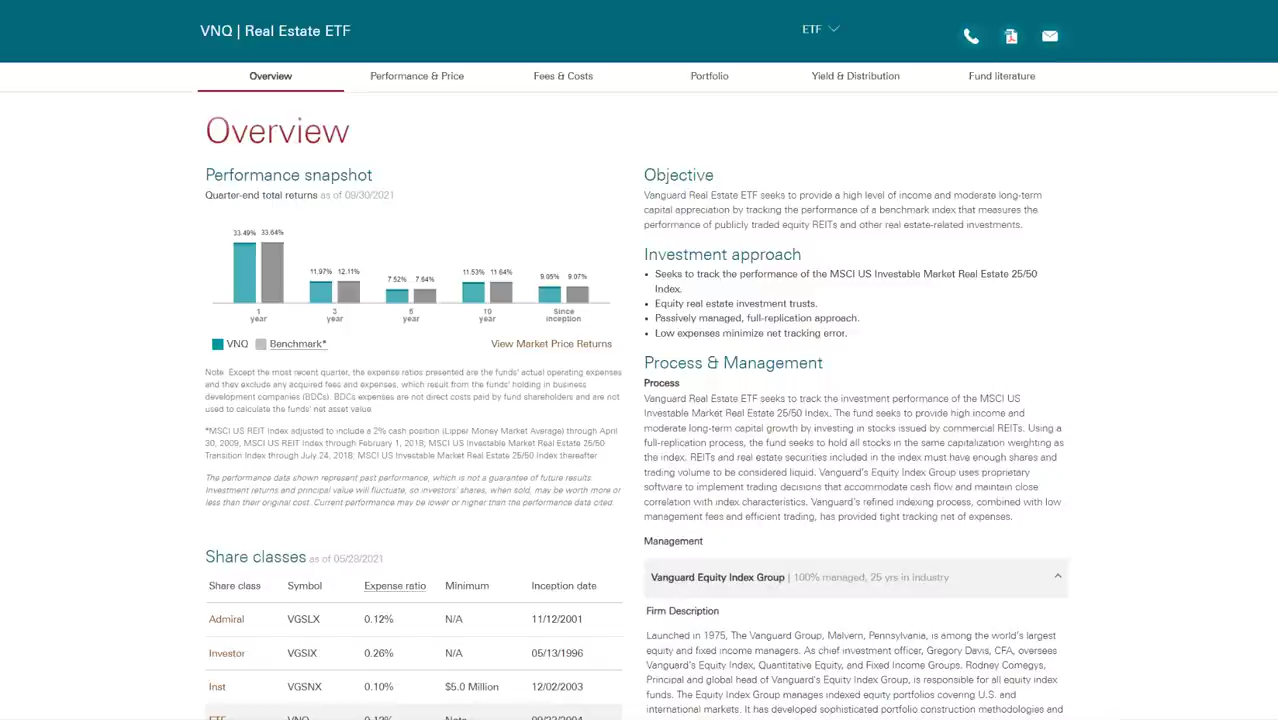 VNQ | Real Estate ETF
ETF
Overview
Performance & Price
Fees & Costs
Portfolio
Yield & Distribution
Fund literature
Overview
Performance snapshot
Quarter-end total returns as of 09/30/2021
33.49% 33.64%
11.97% 12.11%
7.52% 7.64%
11.53% 11.64%
9.05% 9.07%
1 year
3 year
5 year
10 year
Since inception
VNQ
Benchmark*
View Market Price Returns
Note: Except the most recent quarter, the expense ratios presented are the funds' actual operating expenses
and they exclude any acquired fees and expenses, which result from the funds' holding in business
development companies (BDCs). BDCs expenses are not direct costs paid by fund shareholders and are not
used to calculate the funds' net asset value
*MSCI US REIT Index adjusted to include a 2% cash position (Lipper Money Market Average) through April
30, 2009, MSCI US REIT Index through February 1, 2018; MSCI US Investable Market Real Estate 25/50
Transition Index through July 24, 2018; MSCI US Investable Market Real Estate 25/50 Index thereafter
The performance data shown represent past performance, which is not a guarantee of future results.
Investment returns and principal value will fluctuate, so investors' shares, when sold, may be worth more or
less than their original cost. Current performance may be lower or higher than the performance data cited.
Share classes as of 05/28/2021
Share class Symbol Expense ratio Minimum Inception date
Admiral VGSLX 0.12% N/A 11/12/2001
Investor VGSIX 0.26% N/A 05/13/1996
Inst VGSNX 0.10% $5.0 Million 12/02/2003
ETF VNQ 0.12% Note
Objective
Vanguard Real Estate ETF seeks to provide a high level of income and moderate long-term
capital appreciation by tracking the performance of a benchmark index that measures the
performance of publicly traded equity REITs and other real estate-related investments.
Investment approach
• Seeks to track the performance of the MSCI US Investable Market Real Estate 25/50
Index.
• Equity real estate investment trusts.
• Passively managed, full-replication approach.
• Low expenses minimize net tracking error.
Process & Management
Process
Vanguard Real Estate ETF seeks to track the investment performance of the MSCI US
Investable Market Real Estate 25/50 Index. The fund seeks to provide high income and
moderate long-term capital growth by investing in stocks issued by commercial REITs. Using a
full-replication process, the fund seeks to hold all stocks in the same capitalization weighting as
the index. REITs and real estate securities included in the index must have enough shares and
trading volume to be considered liquid. Vanguard's Equity Index Group uses proprietary
software to implement trading decisions that accommodate cash flow and maintain close
correlation with index characteristics. Vanguard's refined indexing process, combined with low
management fees and efficient trading, has provided tight tracking net of expenses.
Management
Vanguard Equity Index Group | 100% managed, 25 yrs in industry
Firm Description
Launched in 1975, The Vanguard Group, Malvern, Pennsylvania, is among the world's largest
equity and fixed income managers. As chief investment officer, Gregory Davis, CFA, oversees
Vanguard's Equity Index, Quantitative Equity, and Fixed Income Groups. Rodney Comegys,
Principal and global head of Vanguard's Equity Index Group, is responsible for all equity index
funds. The Equity Index Group manages indexed equity portfolios covering U.S. and
international markets. It has developed sophisticated portfolio construction methodologies and